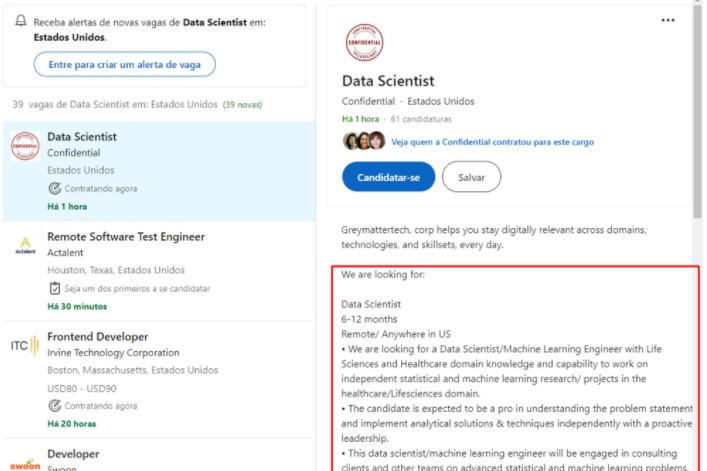 Receba alertas de novas vagas de Data Scientist em:
Estados Unidos.
Entre para criar um alerta de vaga
39 vagas de Data Scientist em: Estados Unidos (39 novas)
CONFIDENTIAL
Data Scientist
Confidential
Estados Unidos
Contratando agora
Há 1 hora
Actalent
Remote Software Test Engineer
Actalent
Houston, Texas, Estados Unidos
Seja um dos primeiros a se candidatar
Há 30 minutos
ITC
Frontend Developer
Irvine Technology Corporation
Boston, Massachusetts, Estados Unidos
USD80 - USD90
Contratando agora
Há 20 horas
swoon
Developer
Swoon
CONFIDENTIAL
Data Scientist
Confidential · Estados Unidos
Há 1 hora · 61 candidaturas
Veja quem a Confidential contratou para este cargo
Candidatar-se
Salvar
Greymattertech, corp helps you stay digitally relevant across domains,
technologies, and skillsets, every day.
We are looking for:
Data Scientist
6-12 months
Remote/ Anywhere in US
• We are looking for a Data Scientist/Machine Learning Engineer with Life
Sciences and Healthcare domain knowledge and capability to work on
independent statistical and machine learning research/ projects in the
healthcare/Lifesciences domain.
• The candidate is expected to be a pro in understanding the problem statement
and implement analytical solutions & techniques independently with a proactive
leadership.
• This data scientist/machine learning engineer will be engaged in consulting
clients and other teams on advanced statistical and machine learning problems.